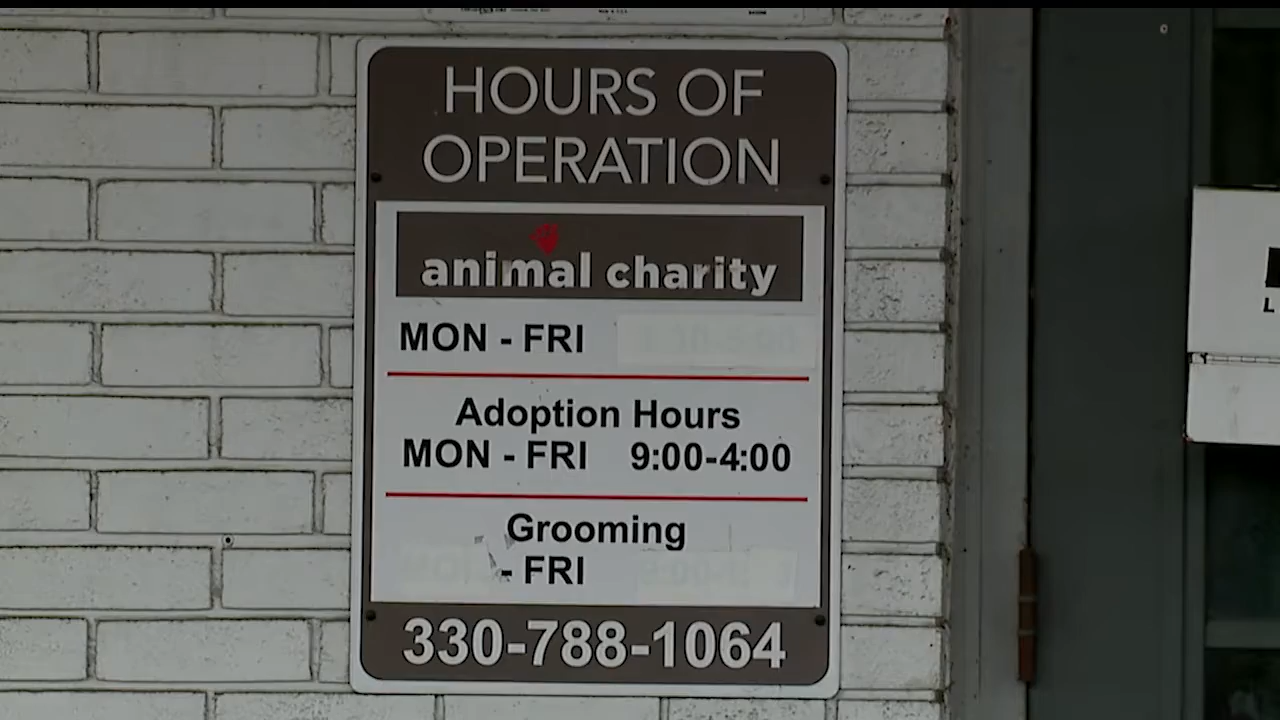 HOURS OF
OPERATION
animal charity
MON - FRI
Adoption Hours
MON - FRI 9:00-4:00
Grooming
- FRI
330-788-1064
L